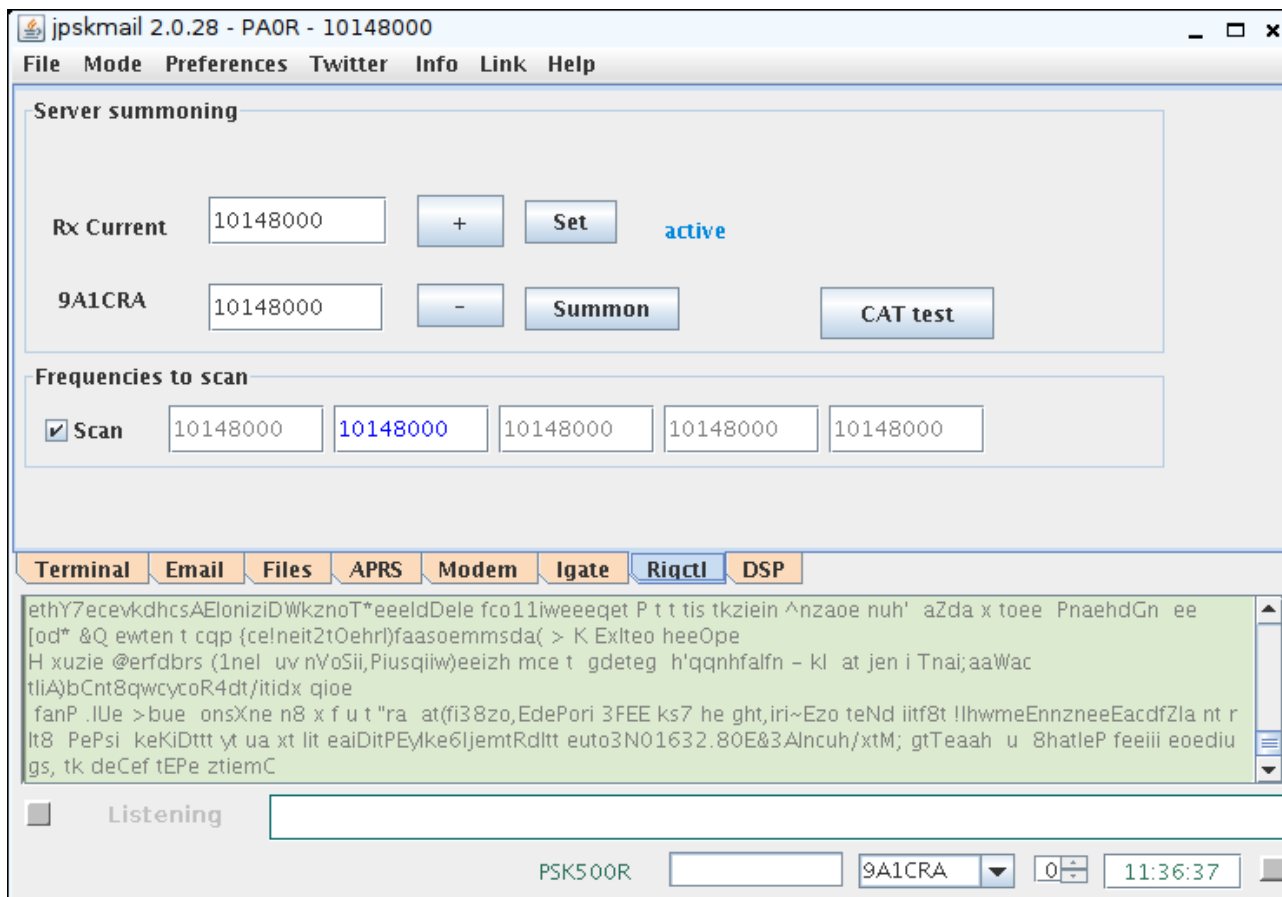 jpskmail 2.0.28 - PA0R - 10148000
File Mode Preferences Twitter Info Link Help
Server summoning
Rx Current 10148000 + Set active
9A1CRA 10148000 - Summon CAT test
Frequencies to scan
Scan 10148000 10148000 10148000 10148000 10148000
Terminal Email Files APRS Modem Igate Rigctl DSP
ethY7ecevkdhcsAEloniziDWkznoT*eeeldDele fco11iweeeqet P t t tis tkziein ^nzaoe nuh' aZda x toee PnaehdGn ee
[od* &Q ewten t cqp {ce!neit2tOehrl)faasoemmsda( > K Exlteo heeOpe
H xuzie @erfdbrs (1nel uv nVoSii,Piusqiiw)eeizh mce t gdeteg h'qqnhfalfn – kl at jen i Tnai;aaWac
tliA)bCnt8qwcycoR4dt/itidx qioe
fanP .lUe >bue onsXne n8 x f u t "ra at(fi38zo,EdePori 3FEE ks7 he ght,iri~Ezo teNd iitf8t !lhwmeEnnzneeEacdfZla nt r
lt8 PePsi keKiDttt yt ua xt lit eaiDitPEylke6ljemtRdltt euto3N01632.80E&3Alncuh/xtM; gtTeaah u 8hatleP feeiii eoediu
gs, tk deCef tEPe ztiemC
Listening
PSK500R 9A1CRA 0 11:36:37